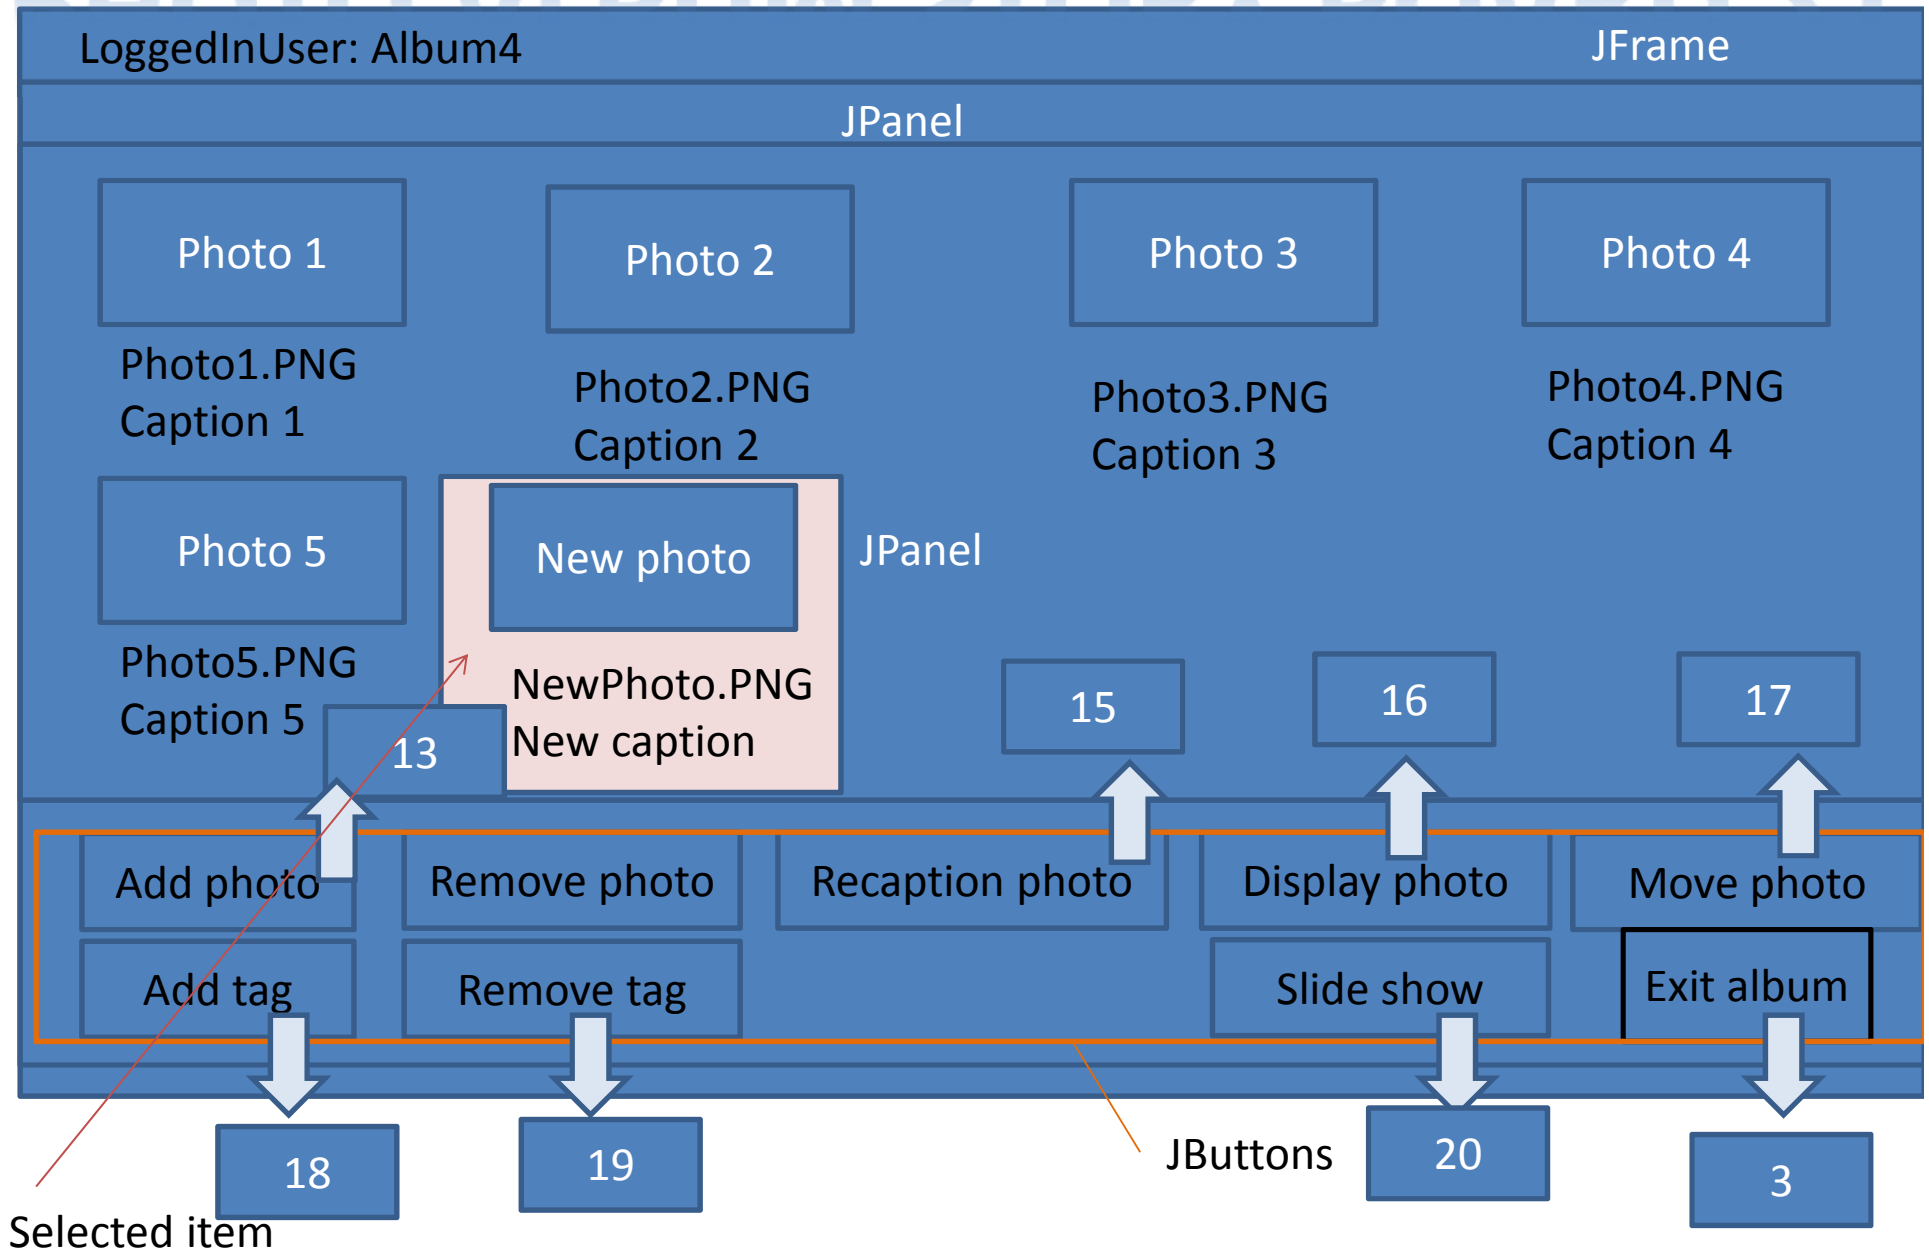 LoggedInUser: Album4
JFrame
JPanel
Photo 1
Photo 2
Photo 3
Photo 4
Photo1.PNG
Caption 1
Photo2.PNG
Caption 2
Photo3.PNG
Caption 3
Photo4.PNG
Caption 4
Photo 5
New photo
JPanel
Photo5.PNG
Caption 5
NewPhoto.PNG
New caption
13
15
16
17
Add photo
Remove photo
Recaption photo
Display photo
Move photo
Add tag
Remove tag
Slide show
Exit album
18
19
JButtons
20
3
Selected item